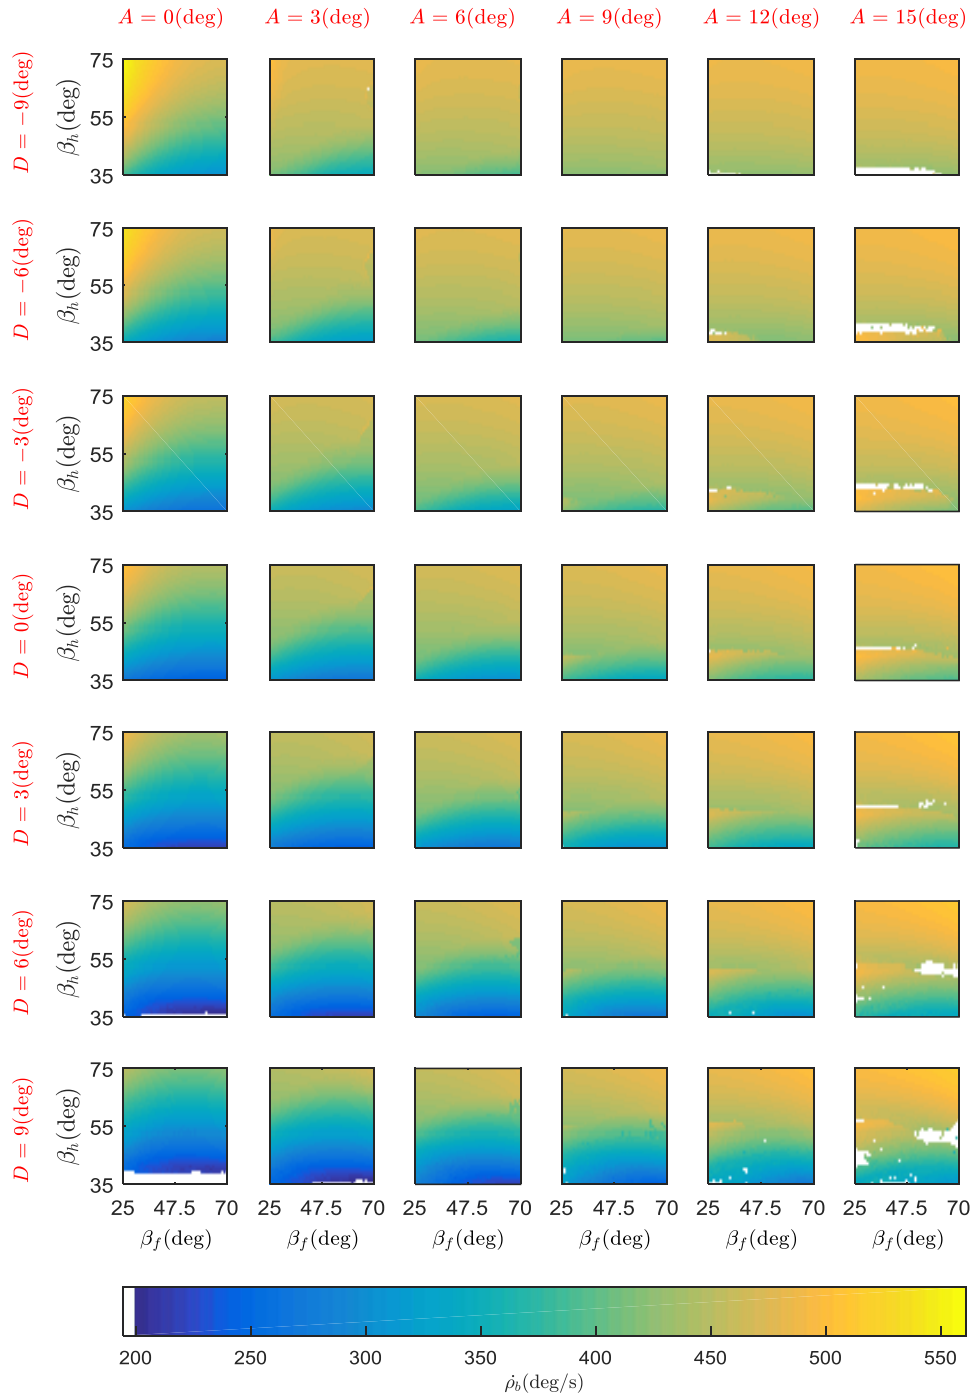 A = 0(deg) A = 3(deg) A = 6(deg) A = 9(deg) A = 12(deg) A = 15(deg)
D = −9(deg)
β_h(deg)
75
55
35
D = −6(deg)
β_h(deg)
75
55
35
D = −3(deg)
β_h(deg)
75
55
35
D = 0(deg)
β_h(deg)
75
55
35
D = 3(deg)
β_h(deg)
75
55
35
D = 6(deg)
β_h(deg)
75
55
35
D = 9(deg)
β_h(deg)
75
55
35
25 47.5 70 25 47.5 70 25 47.5 70 25 47.5 70 25 47.5 70 25 47.5 70
β_f(deg) β_f(deg) β_f(deg) β_f(deg) β_f(deg) β_f(deg)
200 250 300 350 400 450 500 550
ρ̇_b(deg/s)